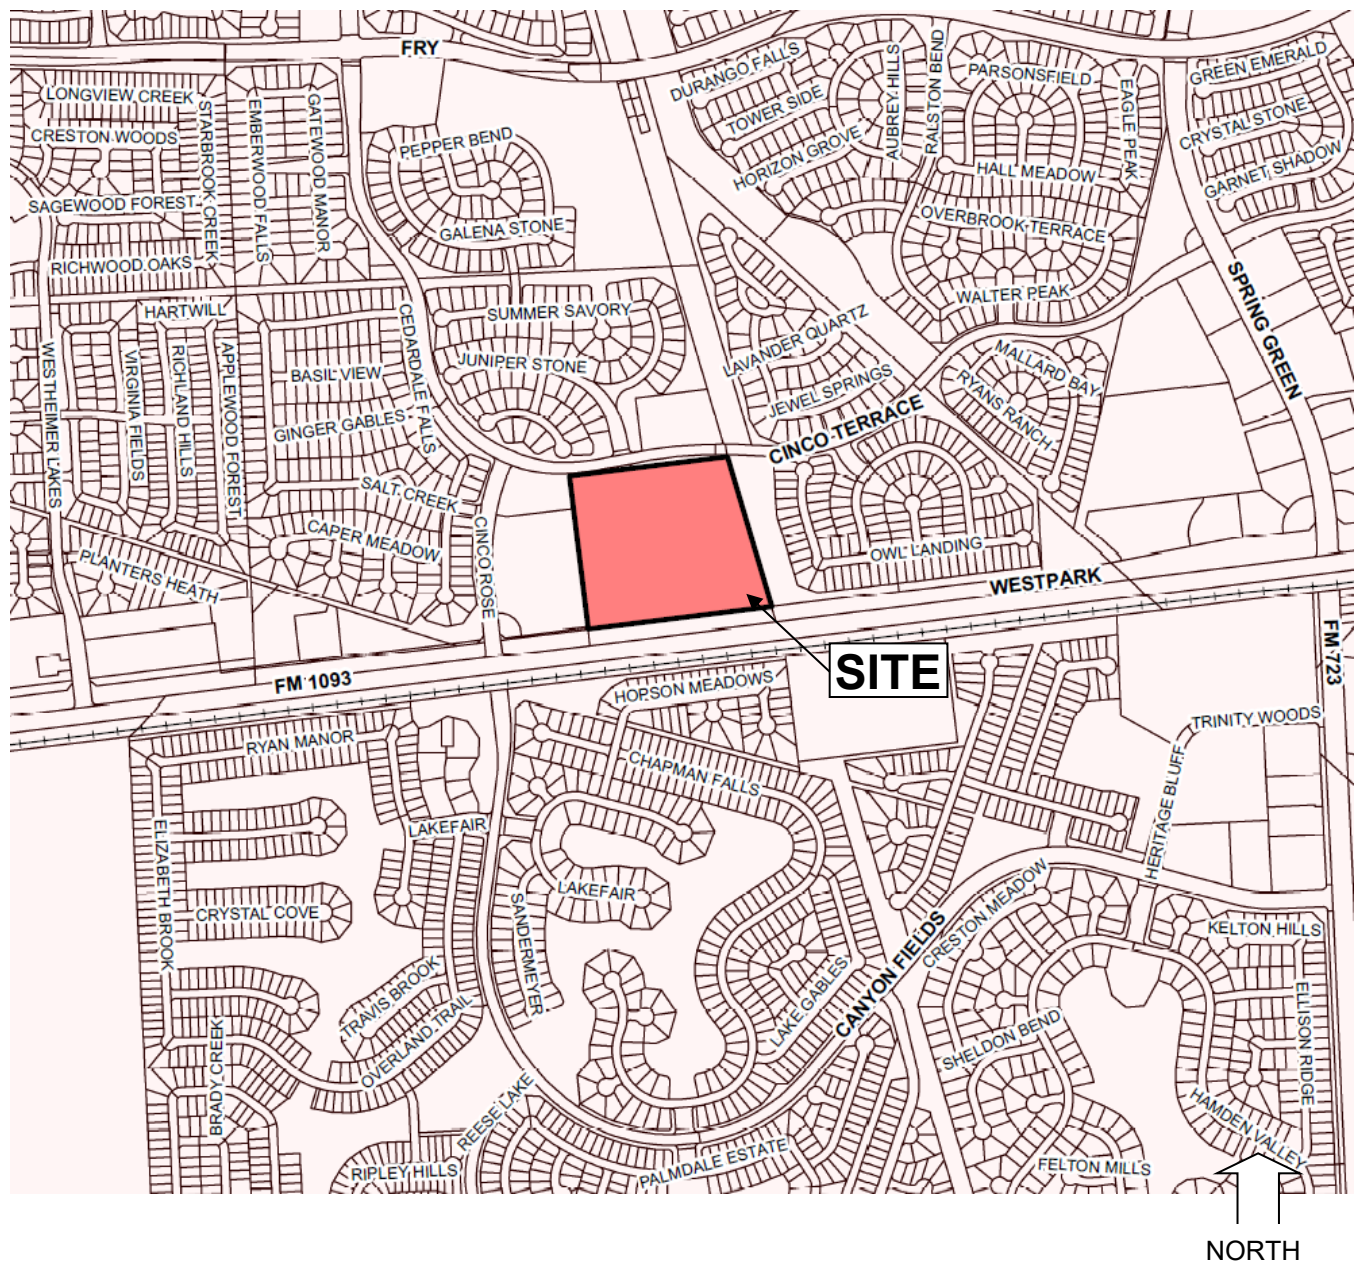 FRY
DURANGO FALLS
TOWER SIDE
HORIZON GROVE
AUBREY HILLS
RALSTON BEND
PARSONSFIELD
EAGLE PEAK
GREEN EMERALD
CRYSTAL STONE
GARNET SHADOW
LONGVIEW CREEK
CRESTON WOODS
STARBROOK CREEK
EMBERWOOD FALLS
GATEWOOD MANOR
PEPPER BEND
GALENA STONE
SAGEWOOD FOREST
RICHWOOD OAKS
HALL MEADOW
OVERBROOK TERRACE
WALTER PEAK
SPRING GREEN
HARTWILL
CEDARDALE FALLS
SUMMER SAVORY
JUNIPER STONE
LAVANDER QUARTZ
JEWEL SPRINGS
CINCO TERRACE
MALLARD BAY
RYANS RANCH
WESTHEIMER LAKES
VIRGINIA FIELDS
RICHLAND HILLS
APPLEWOOD FOREST
BASIL VIEW
GINGER GABLES
SALT CREEK
CAPER MEADOW
CINCO ROSE
PLANTERS HEATH
OWL LANDING
WESTPARK
FM 1093
FM 723
SITE
HOPSON MEADOWS
RYAN MANOR
CHAPMAN FALLS
TRINITY WOODS
HERITAGE BLUFF
ELIZABETH BROOK
LAKEFAIR
LAKEFAIR
CRYSTAL COVE
SANDERMEYER
CRESTON MEADOW
CANYON FIELDS
KELTON HILLS
TRAVIS BROOK
OVERLAND TRAIL
LAKE GABLES
ELLISON RIDGE
BRADY CREEK
REESE LAKE
SHELDON BEND
HAMDEN VALLEY
RIPLEY HILLS
PALMDALE ESTATE
FELTON MILLS
NORTH